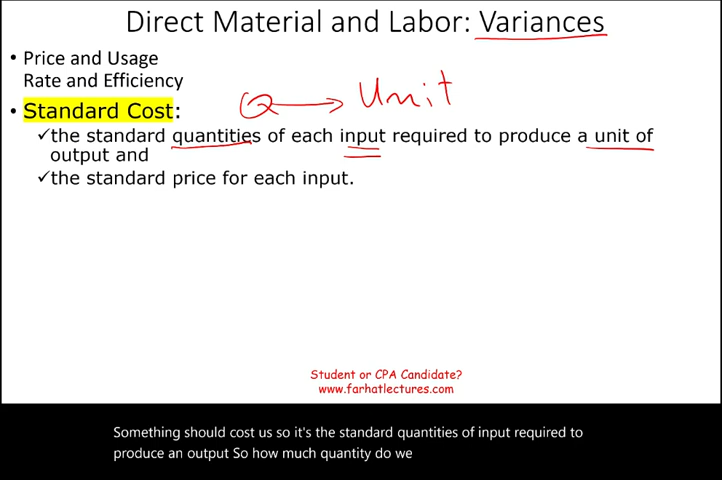 Direct Material and Labor: Variances
• Price and Usage
Rate and Efficiency
• Standard Cost:
Q → Unit
✓the standard quantities of each input required to produce a unit of
output and
✓the standard price for each input.
Student or CPA Candidate?
www.farhatlectures.com
Something should cost us so it's the standard quantities of input required to
produce an output So how much quantity do we